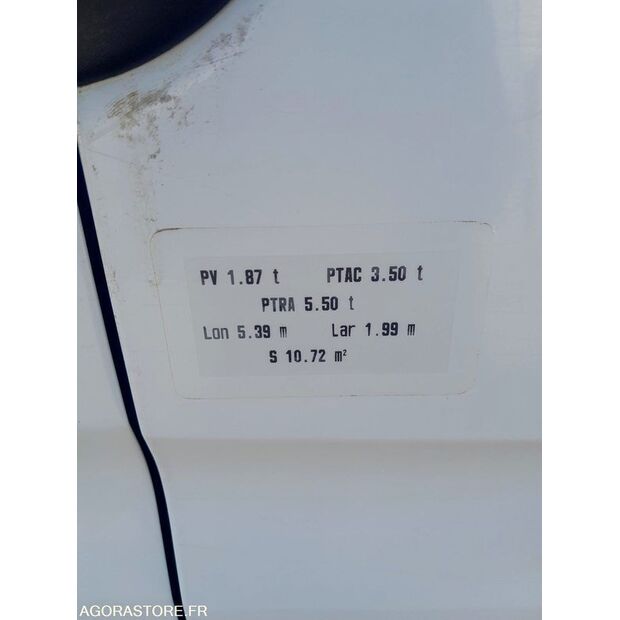 PV 1.87 t PTAC 3.50 t
PTRA 5.50 t
Lon 5.39 m Lar 1.99 m
S 10.72 m²
AGORASTORE.FR